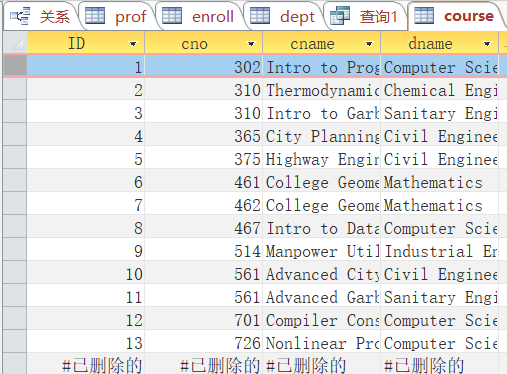 关系 prof enroll dept 查询1 course
ID cno cname dname
1 302 Intro to Prog Computer Scie
2 310 Thermodynamic Chemical Engi
3 310 Intro to Garb Sanitary Engi
4 365 City Planning Civil Enginee
5 375 Highway Engin Civil Enginee
6 461 College Geome Mathematics
7 462 College Geome Mathematics
8 467 Intro to Data Computer Scie
9 514 Manpower Util Industrial En
10 561 Advanced City Civil Enginee
11 561 Advanced Garb Sanitary Engi
12 701 Compiler Cons Computer Scie
13 726 Nonlinear Pro Computer Scie
#已删除的 #已删除的 #已删除的 #已删除的